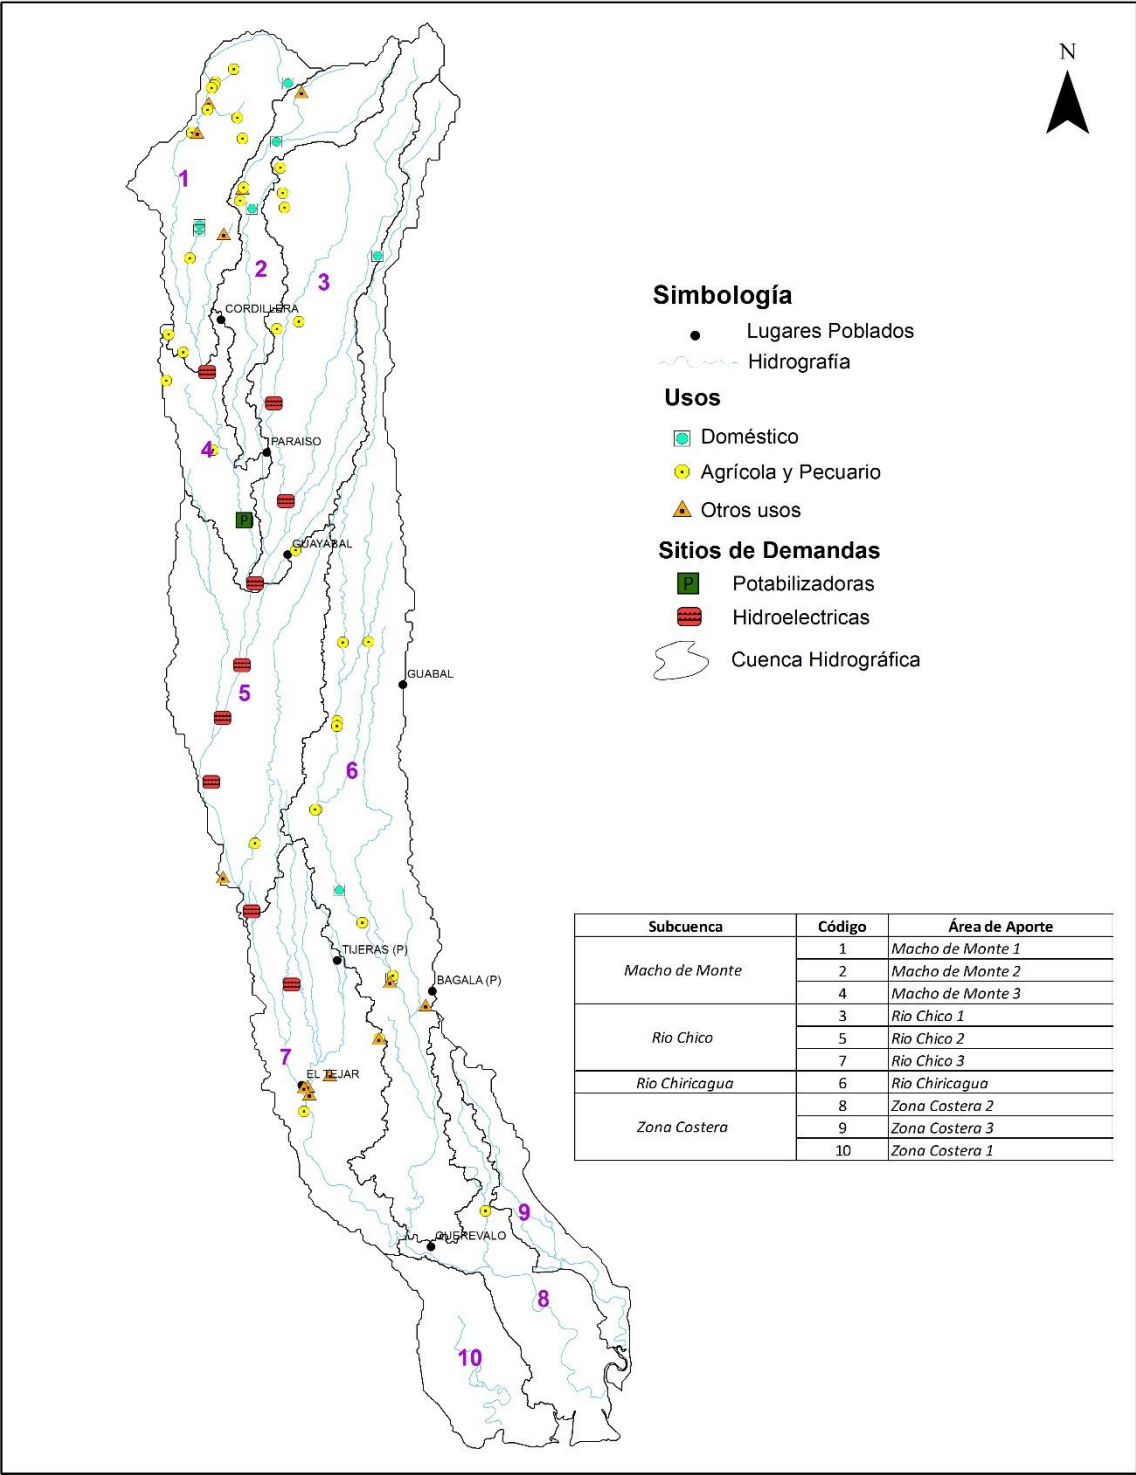 N
1
2
3
CORDILLERA
PARAISO
4
P
GUAYABAL
GUABAL
5
6
TIJERAS (P)
BAGALA (P)
7
EL TEJAR
9
QUEREVALO
8
10
Simbología
Lugares Poblados
Hidrografía
Usos
Doméstico
Agrícola y Pecuario
Otros usos
Sitios de Demandas
P Potabilizadoras
Hidroelectricas
Cuenca Hidrográfica
Subcuenca Código Área de Aporte
Macho de Monte 1 Macho de Monte 1
2 Macho de Monte 2
4 Macho de Monte 3
Rio Chico 3 Rio Chico 1
5 Rio Chico 2
7 Rio Chico 3
Rio Chiricagua 6 Rio Chiricagua
Zona Costera 8 Zona Costera 2
9 Zona Costera 3
10 Zona Costera 1